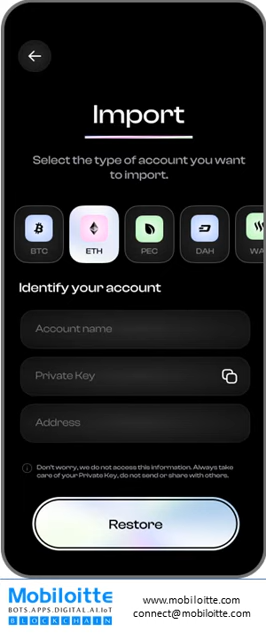 Import
Select the type of account you want
to import.
BTC
ETH
PEC
DAH
WA
Identify your account
Account name
Private Key
Address
Don't worry, we do not access this information. Always take
care of your Private Key, do not send or share with others.
Restore
Mobiloitte
BOTS.APPS.DIGITAL.AI.IoT
BLOCKCHAIN
www.mobiloitte.com
connect@mobiloitte.com